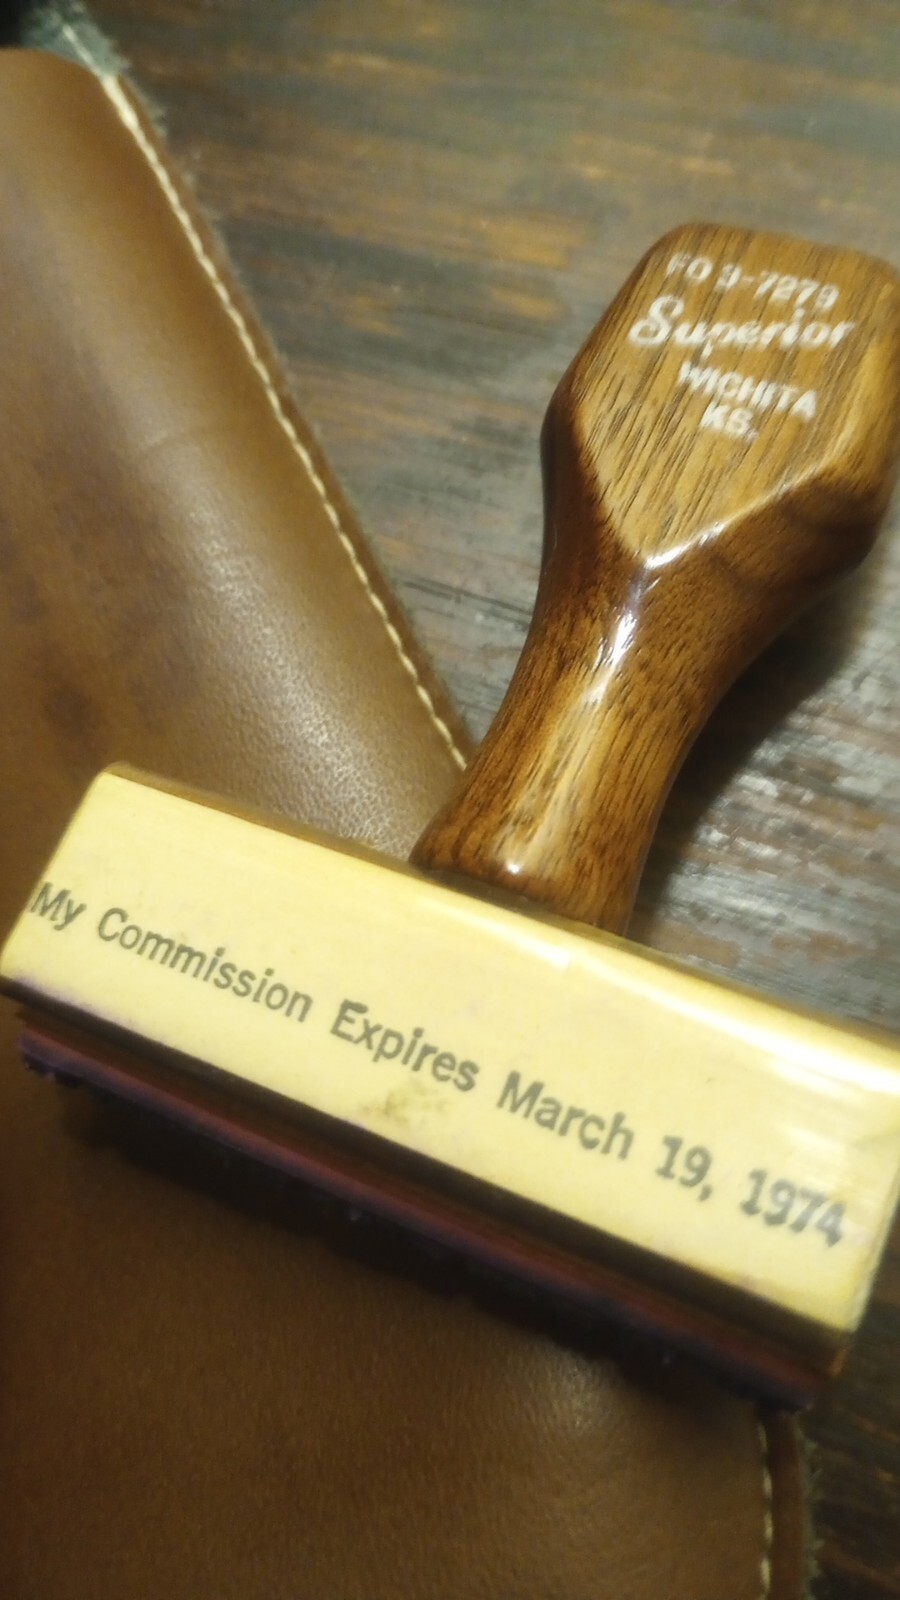 FO 3-7279
Superior
WICHITA
KS.
My Commission Expires March 19, 1974